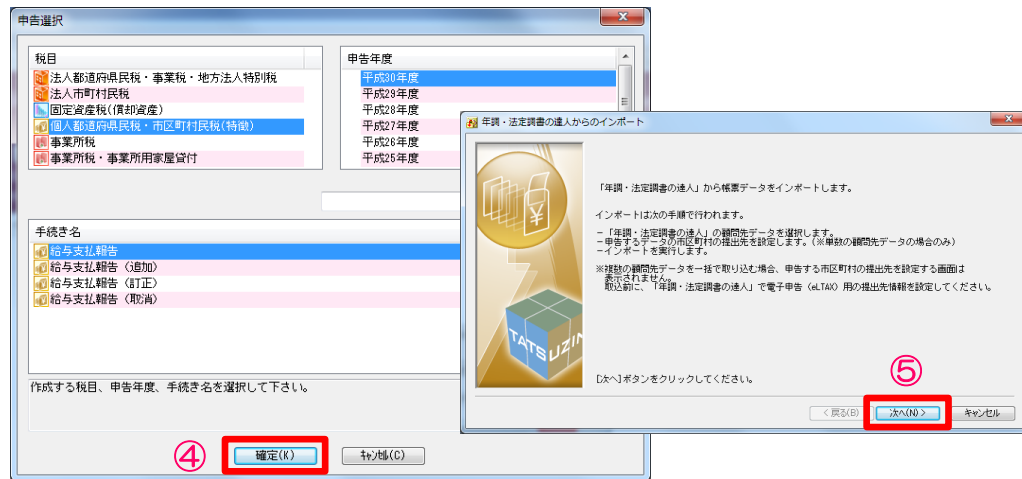 申告選択
税目
法人都道府県民税・事業税・地方法人特別税
法人市町村民税
固定資産税(償却資産)
個人都道府県民税・市区町村民税(特徴)
事業所税
事業所税・事業所用家屋貸付
申告年度
平成30年度
平成29年度
平成28年度
平成27年度
平成26年度
平成25年度
手続き名
給与支払報告
給与支払報告（追加）
給与支払報告（訂正）
給与支払報告（取消）
作成する税目、申告年度、手続き名を選択して下さい。
④
確定(K)
ｷｬﾝｾﾙ(C)
年調・法定調書の達人からのインポート
「年調・法定調書の達人」から帳票データをインポートします。
インポートは次の手順で行われます。
－「年調・法定調書の達人」の顧問先データを選択します。
－申告するデータの市区町村の提出先を設定します。（※単数の顧問先データの場合のみ）
－インポートを実行します。
※複数の顧問先データを一括で取り込む場合、申告する市区町村の提出先を設定する画面は
表示されません。
取込前に、「年調・法定調書の達人」で電子申告（eLTAX）用の提出先情報を設定してください。
TATSUZIN
[次へ]ボタンをクリックしてください。
⑤
< 戻る(B)
次へ(N) >
キャンセル